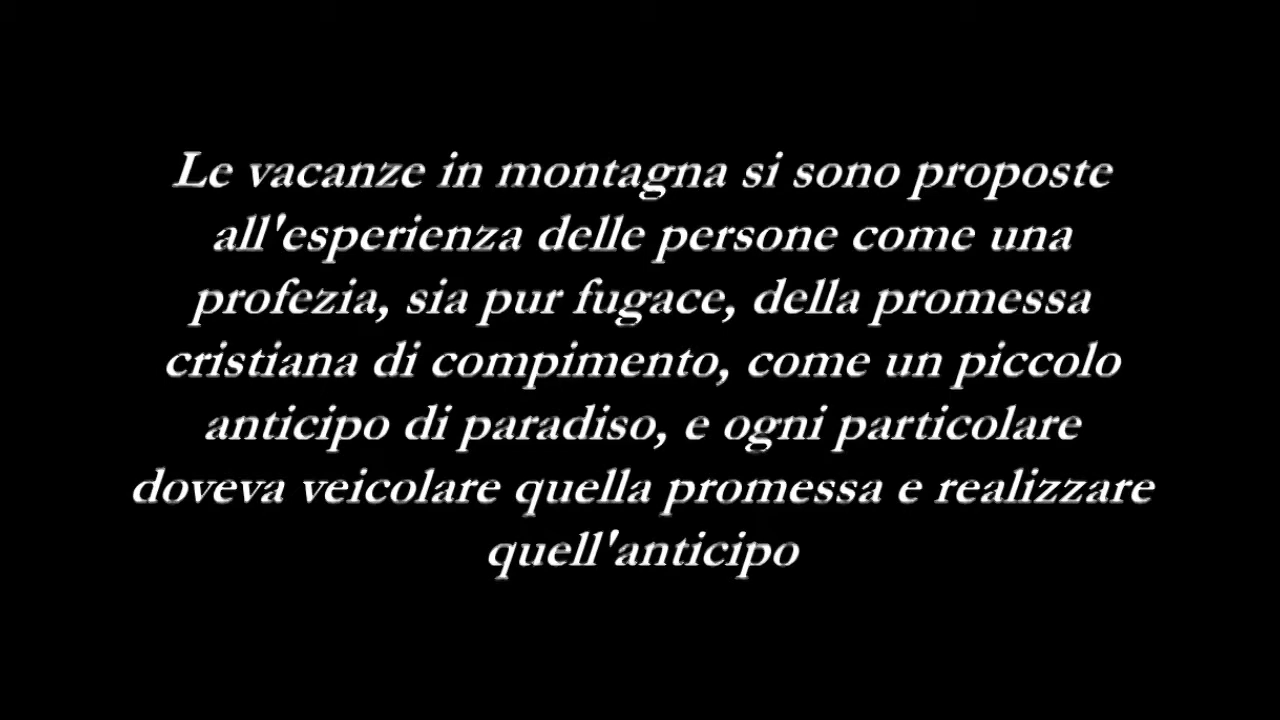 Le vacanze in montagna si sono proposte
all'esperienza delle persone come una
profezia, sia pur fugace, della promessa
cristiana di compimento, come un piccolo
anticipo di paradiso, e ogni particolare
doveva veicolare quella promessa e realizzare
quell'anticipo